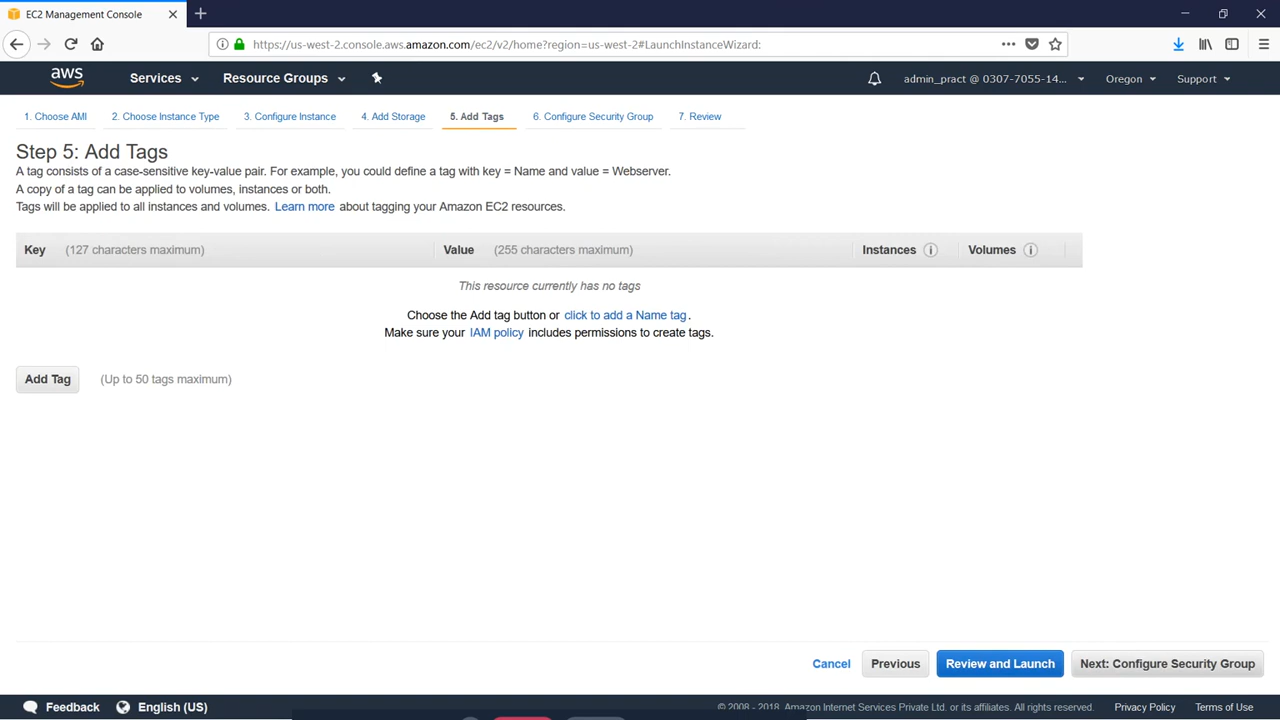 EC2 Management Console
https://us-west-2.console.aws.amazon.com/ec2/v2/home?region=us-west-2#LaunchInstanceWizard:
aws Services Resource Groups admin_pract @ 0307-7055-14... Oregon Support
1. Choose AMI 2. Choose Instance Type 3. Configure Instance 4. Add Storage 5. Add Tags 6. Configure Security Group 7. Review
Step 5: Add Tags
A tag consists of a case-sensitive key-value pair. For example, you could define a tag with key = Name and value = Webserver.
A copy of a tag can be applied to volumes, instances or both.
Tags will be applied to all instances and volumes. Learn more about tagging your Amazon EC2 resources.
Key (127 characters maximum) Value (255 characters maximum) Instances Volumes
This resource currently has no tags
Choose the Add tag button or click to add a Name tag.
Make sure your IAM policy includes permissions to create tags.
Add Tag (Up to 50 tags maximum)
Cancel Previous Review and Launch Next: Configure Security Group
Feedback English (US) © 2008 - 2018, Amazon Internet Services Private Ltd. or its affiliates. All rights reserved. Privacy Policy Terms of Use